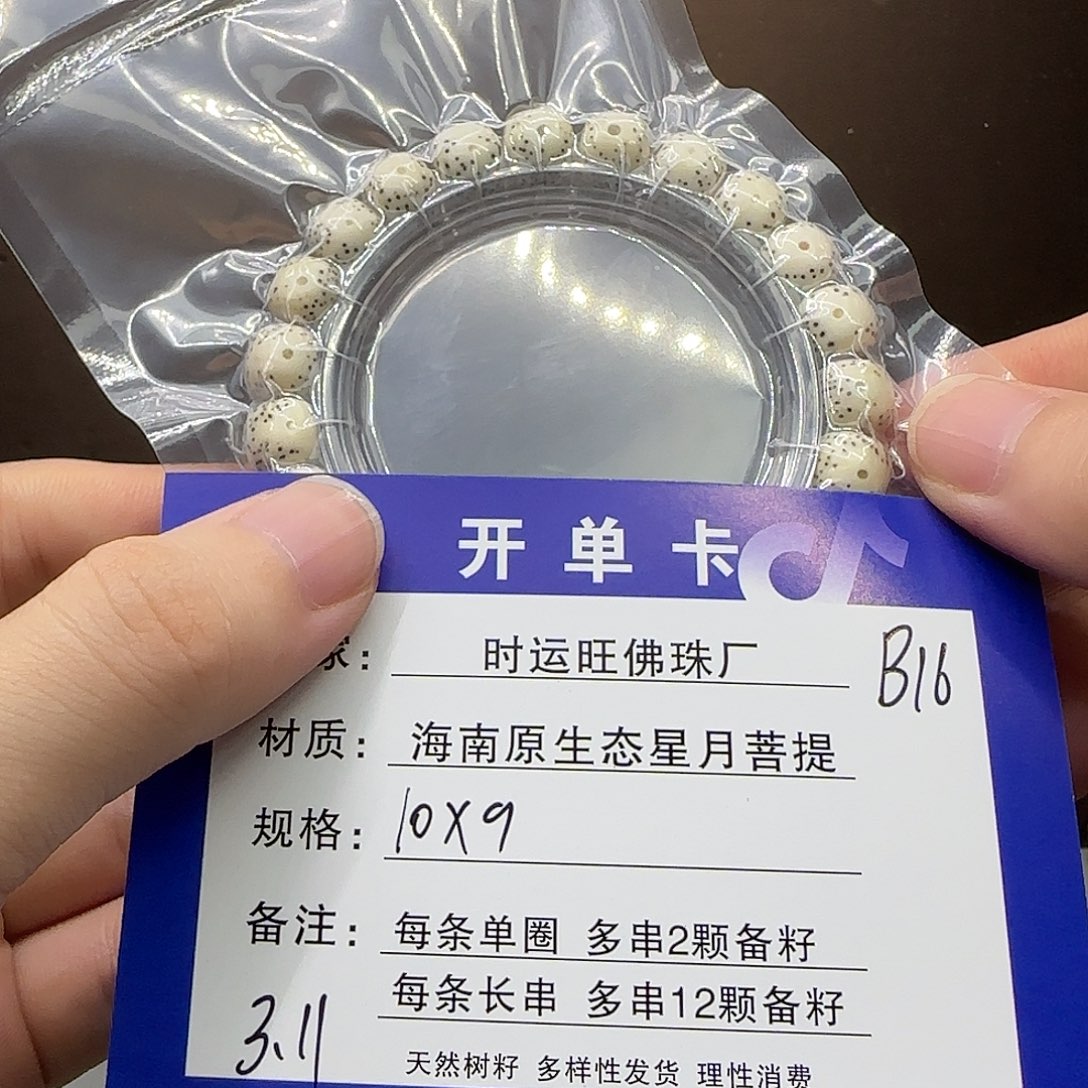 开单卡
家： 时运旺佛珠厂 B16
材质： 海南原生态星月菩提
规格： 10X9
备注： 每条单圈 多串2颗备籽
每条长串 多串12颗备籽
3.11
天然树籽 多样性发货 理性消费